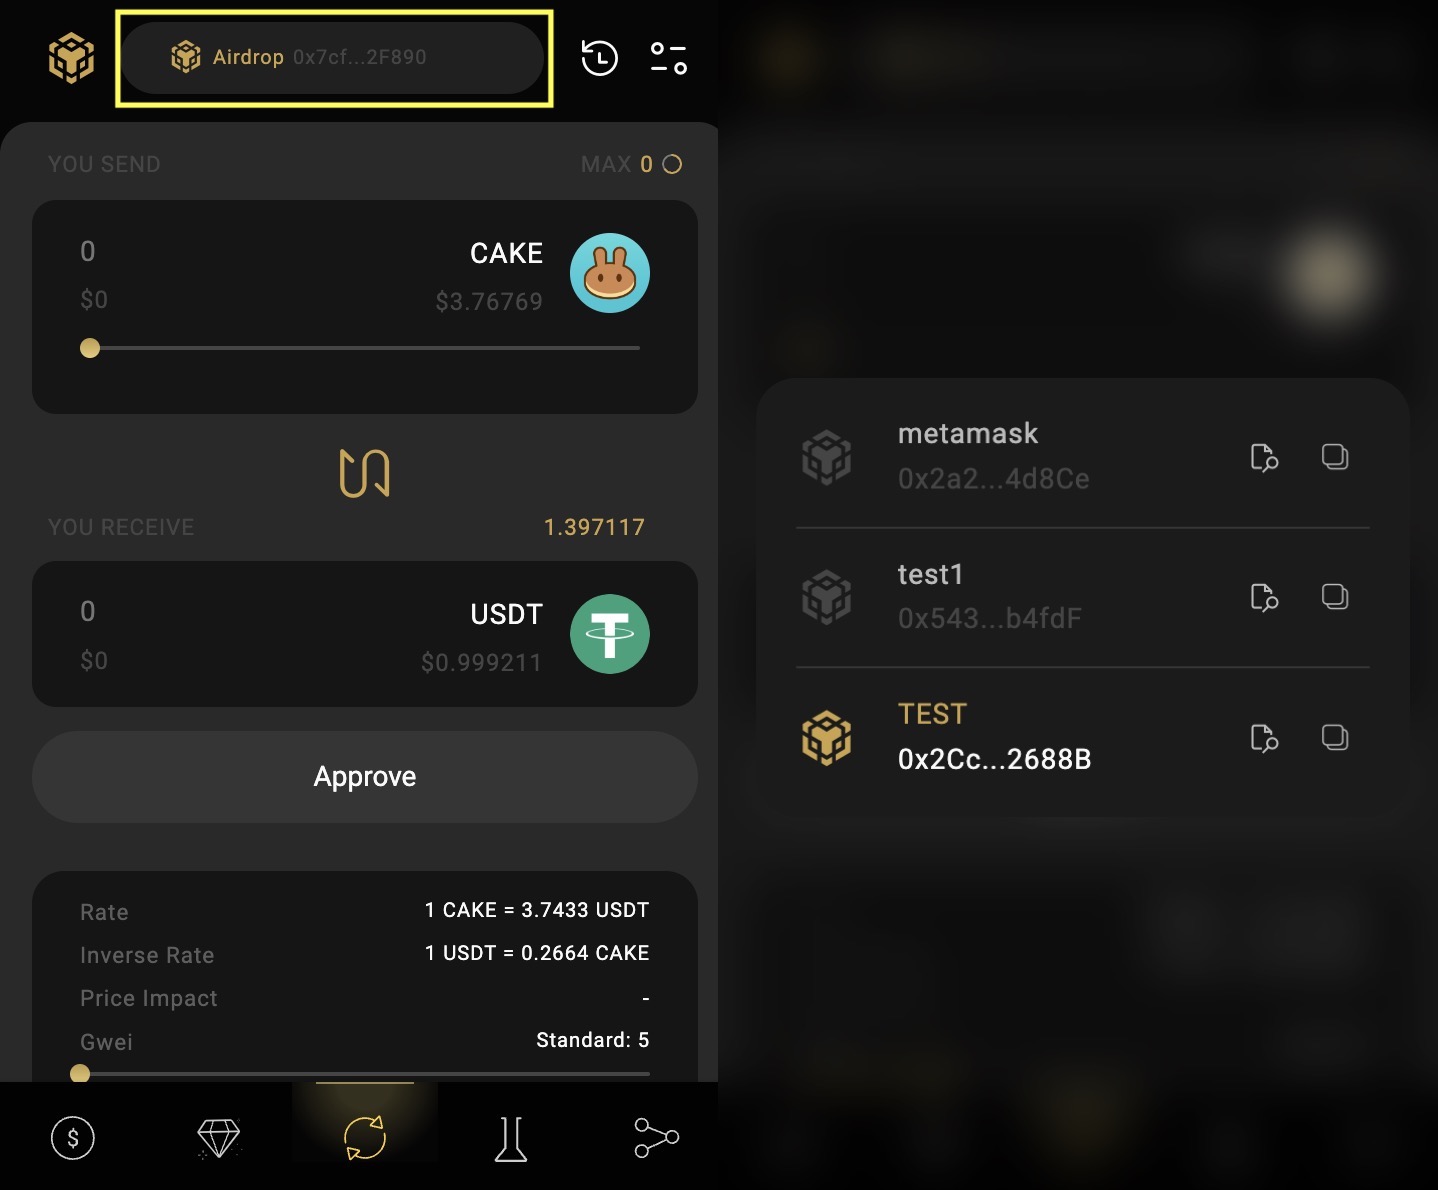 Airdrop 0x7cf...2F890
YOU SEND
MAX 0
0
CAKE
$0
$3.76769
YOU RECEIVE
1.397117
0
USDT
$0
$0.999211
Approve
Rate
1 CAKE = 3.7433 USDT
Inverse Rate
1 USDT = 0.2664 CAKE
Price Impact
-
Gwei
Standard: 5
$
metamask
0x2a2...4d8Ce
test1
0x543...b4fdF
TEST
0x2Cc...2688B